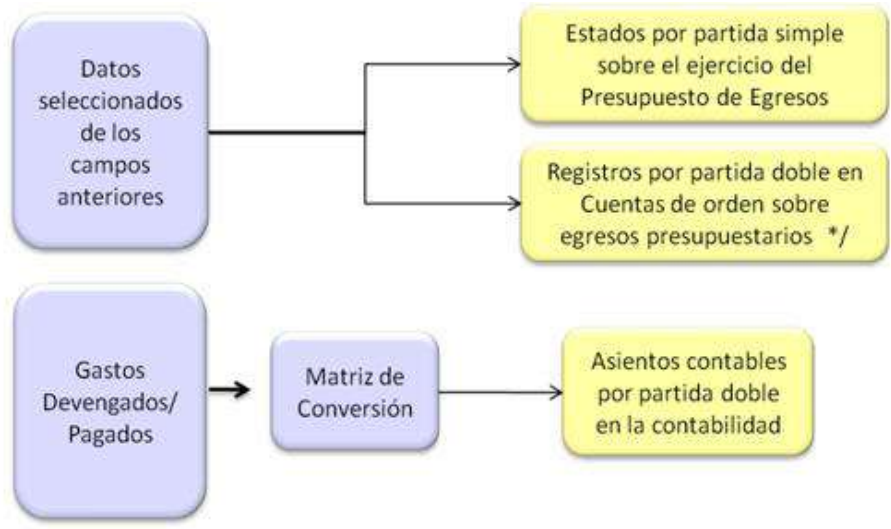 Datos
seleccionados
de los
campos
anteriores
Estados por partida simple
sobre el ejercicio del
Presupuesto de Egresos
Registros por partida doble en
Cuentas de orden sobre
egresos presupuestarios */
Gastos
Devengados/
Pagados
Matriz de
Conversión
Asientos contables
por partida doble
en la contabilidad